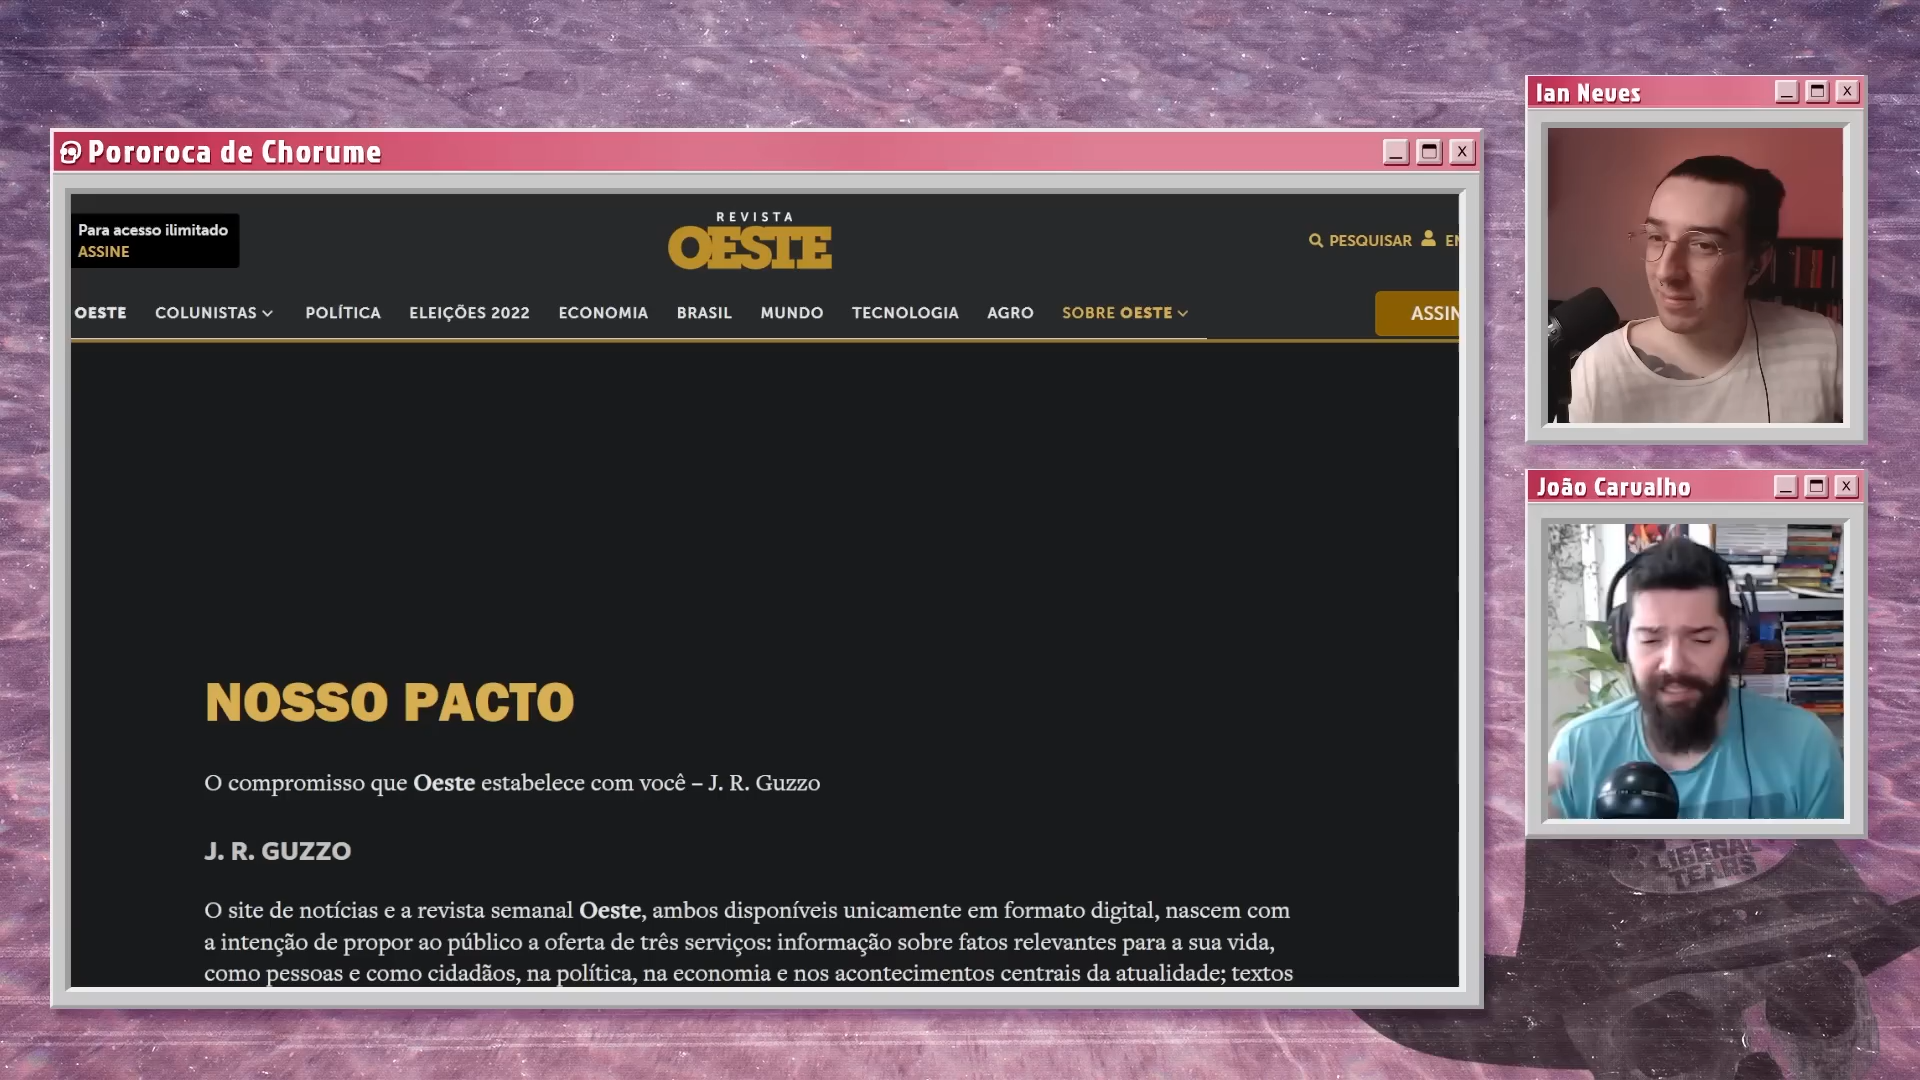 Pororoca de Chorume
Para acesso ilimitado
ASSINE
REVISTA
OESTE
PESQUISAR
OESTE COLUNISTAS POLÍTICA ELEIÇÕES 2022 ECONOMIA BRASIL MUNDO TECNOLOGIA AGRO SOBRE OESTE
ASSIN
NOSSO PACTO
O compromisso que Oeste estabelece com você – J. R. Guzzo
J. R. GUZZO
O site de notícias e a revista semanal Oeste, ambos disponíveis unicamente em formato digital, nascem com
a intenção de propor ao público a oferta de três serviços: informação sobre fatos relevantes para a sua vida,
como pessoas e como cidadãos, na política, na economia e nos acontecimentos centrais da atualidade; textos
Ian Neves
João Carvalho
LIBERAL
TEARS